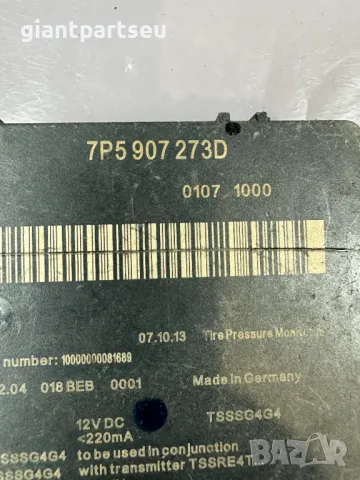 giantpartseu
7P5 907 273D
0107 1000
07.10.13 Tire Pressure
number: 10000000081689
2.04 018 BEB 0001 Made in Germany
12V DC TSSSG4G4
<220mA
SSSG4G4 to be used in conjunction
SSG4G4 with transmitter
bazar